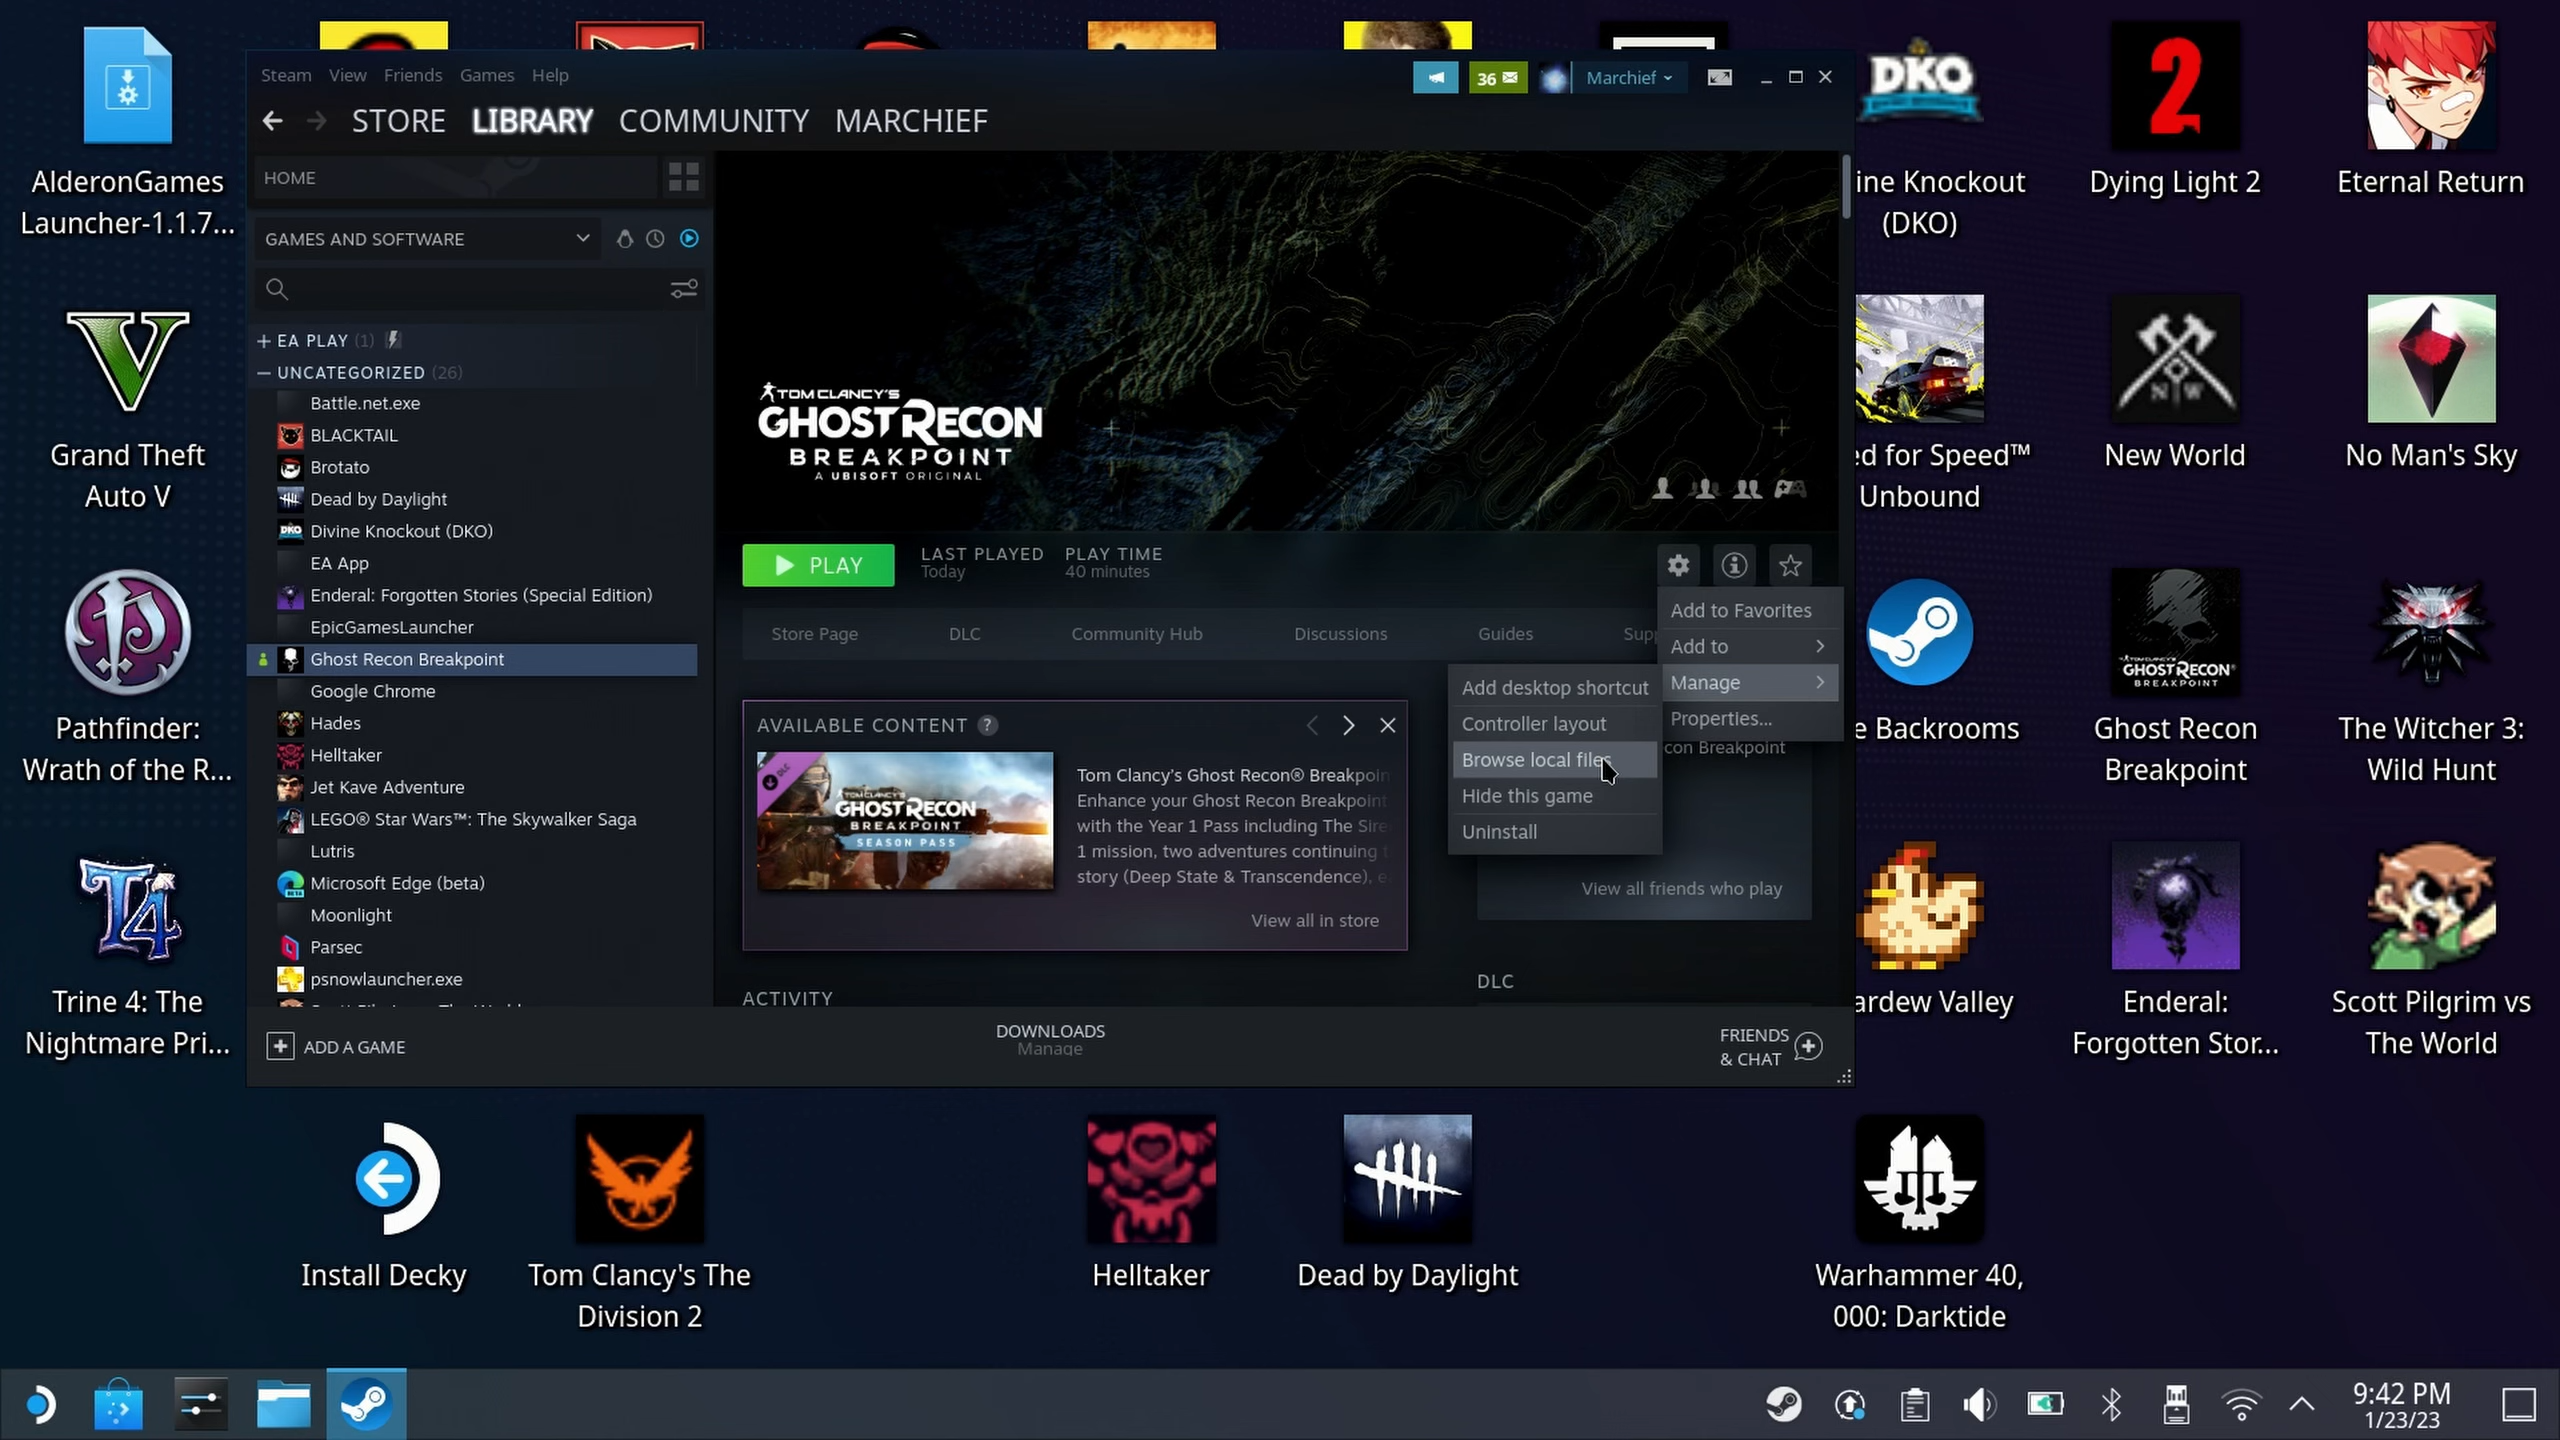 AlderonGames
Launcher-1.1.7...
Grand Theft
Auto V
Pathfinder:
Wrath of the R...
Trine 4: The
Nightmare Pri...
Steam View Friends Games Help
36
Marchief
STORE LIBRARY COMMUNITY MARCHIEF
HOME
GAMES AND SOFTWARE
EA PLAY (1)
UNCATEGORIZED (26)
Battle.net.exe
BLACKTAIL
Brotato
Dead by Daylight
Divine Knockout (DKO)
EA App
Enderal: Forgotten Stories (Special Edition)
EpicGamesLauncher
Ghost Recon Breakpoint
Google Chrome
Hades
Helltaker
Jet Kave Adventure
LEGO® Star Wars™: The Skywalker Saga
Lutris
Microsoft Edge (beta)
Moonlight
Parsec
psnowlauncher.exe
TOM CLANCY'S
GHOST RECON
BREAKPOINT
A UBISOFT ORIGINAL
PLAY
LAST PLAYED
Today
PLAY TIME
40 minutes
Store Page DLC Community Hub Discussions Guides Supp
Add to Favorites
Add to
Manage
Properties...
Add desktop shortcut
Controller layout
Browse local files
Hide this game
Uninstall
con Breakpoint
View all friends who play
AVAILABLE CONTENT ?
DLC
TOM CLANCY'S
GHOST RECON
BREAKPOINT
SEASON PASS
Tom Clancy's Ghost Recon® Breakpoin
Enhance your Ghost Recon Breakpoint
with the Year 1 Pass including The Sire
1 mission, two adventures continuing t
story (Deep State & Transcendence), e
View all in store
ACTIVITY
DLC
ADD A GAME
DOWNLOADS
Manage
FRIENDS
& CHAT
DKO
ine Knockout
(DKO)
2
Dying Light 2
Eternal Return
ed for Speed™
Unbound
N W
New World
No Man's Sky
e Backrooms
GHOST RECON
BREAKPOINT
Ghost Recon
Breakpoint
The Witcher 3:
Wild Hunt
ardew Valley
Enderal:
Forgotten Stor...
Scott Pilgrim vs
The World
Install Decky
Tom Clancy's The
Division 2
Helltaker
Dead by Daylight
Warhammer 40,
000: Darktide
9:42 PM
1/23/23